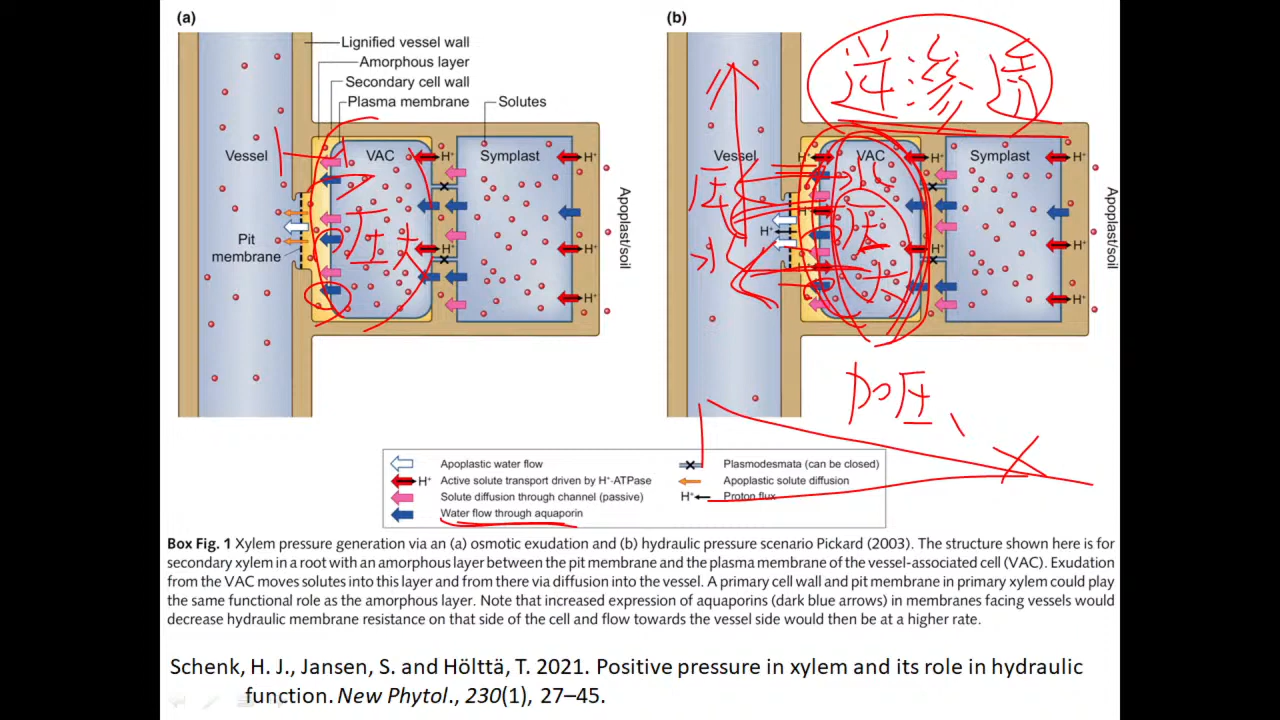 (a)
(b)
逆滲透
Lignified vessel wall
Amorphous layer
Secondary cell wall
Plasma membrane
Solutes
Vessel
VAC
H⁺
Symplast
H⁺
Pit
membrane
H⁺
H⁺
H⁺
Apoplast/soil
压大
Vessel
VAC
H⁺
Symplast
H⁺
H⁺
H⁺
H⁺
H⁺
H⁺
Apoplast/soil
压
水
加压、
Apoplastic water flow
H⁺ Active solute transport driven by H⁺-ATPase
Solute diffusion through channel (passive)
Water flow through aquaporin
Plasmodesmata (can be closed)
Apoplastic solute diffusion
H⁺ Proton flux
Box Fig. 1 Xylem pressure generation via an (a) osmotic exudation and (b) hydraulic pressure scenario Pickard (2003). The structure shown here is for
secondary xylem in a root with an amorphous layer between the pit membrane and the plasma membrane of the vessel-associated cell (VAC). Exudation
from the VAC moves solutes into this layer and from there via diffusion into the vessel. A primary cell wall and pit membrane in primary xylem could play
the same functional role as the amorphous layer. Note that increased expression of aquaporins (dark blue arrows) in membranes facing vessels would
decrease hydraulic membrane resistance on that side of the cell and flow towards the vessel side would then be at a higher rate.
Schenk, H. J., Jansen, S. and Hölttä, T. 2021. Positive pressure in xylem and its role in hydraulic
function. New Phytol., 230(1), 27–45.